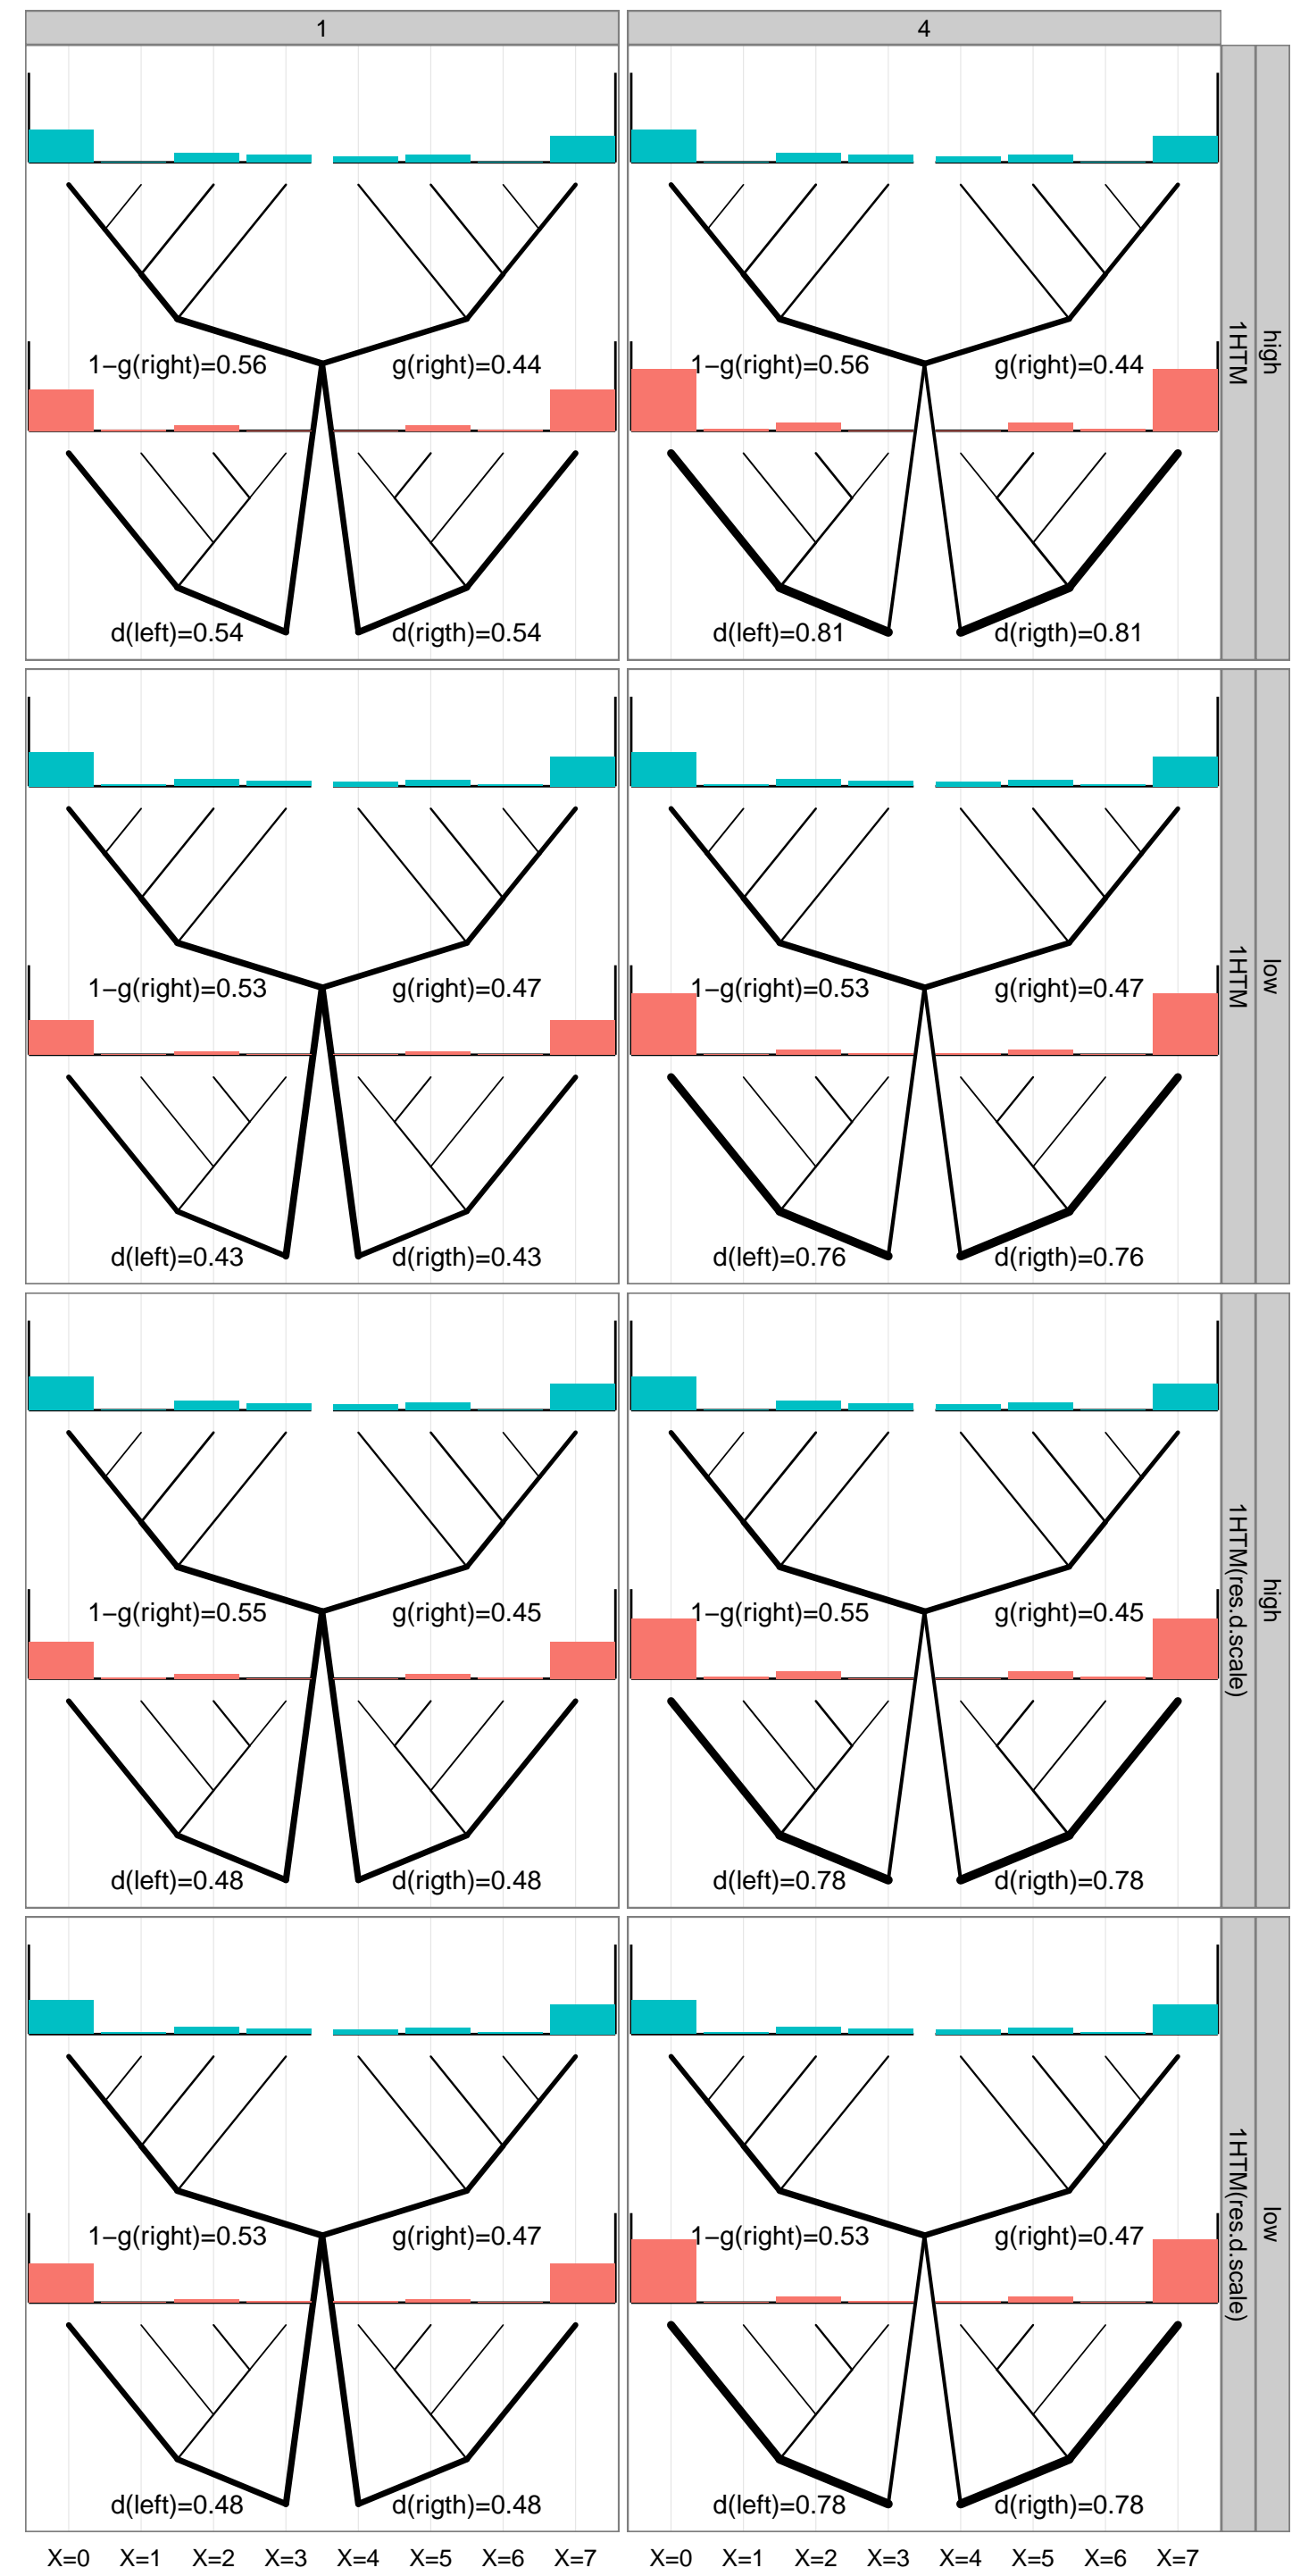 1
4
1−g(right)=0.56
g(right)=0.44
d(left)=0.54
d(rigth)=0.54
1−g(right)=0.56
g(right)=0.44
d(left)=0.81
d(rigth)=0.81
high
1HTM
1−g(right)=0.53
g(right)=0.47
d(left)=0.43
d(rigth)=0.43
1−g(right)=0.53
g(right)=0.47
d(left)=0.76
d(rigth)=0.76
low
1HTM
1−g(right)=0.55
g(right)=0.45
d(left)=0.48
d(rigth)=0.48
1−g(right)=0.55
g(right)=0.45
d(left)=0.78
d(rigth)=0.78
high
1HTM(res.d.scale)
1−g(right)=0.53
g(right)=0.47
d(left)=0.48
d(rigth)=0.48
1−g(right)=0.53
g(right)=0.47
d(left)=0.78
d(rigth)=0.78
low
1HTM(res.d.scale)
X=0 X=1 X=2 X=3 X=4 X=5 X=6 X=7
X=0 X=1 X=2 X=3 X=4 X=5 X=6 X=7